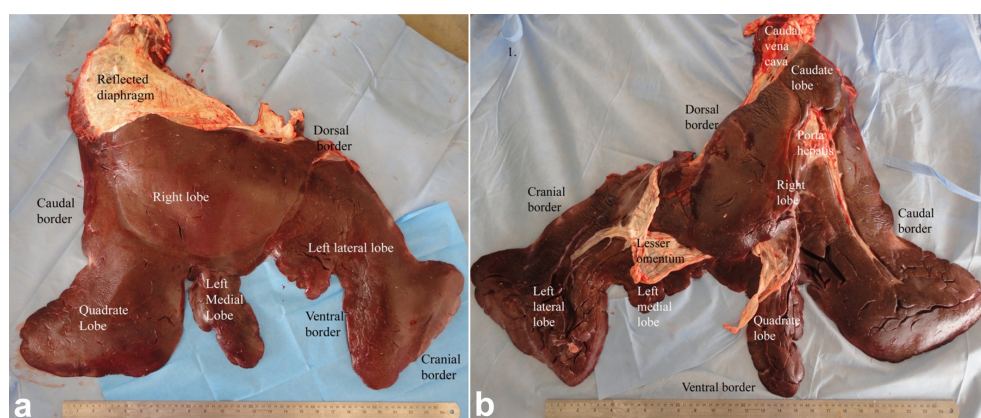 Reflected
diaphragm
Dorsal
border
Right lobe
Caudal
border
Left lateral lobe
Left
Medial
Lobe
Quadrate
Lobe
Ventral
border
Cranial
border
a
1.
Caudal
vena
cava
Caudate
lobe
Dorsal
border
Porta
hepatis
Cranial
border
Right
lobe
Caudal
border
Lesser
omentum
Left
lateral
lobe
Left
medial
lobe
Quadrate
lobe
Ventral border
b